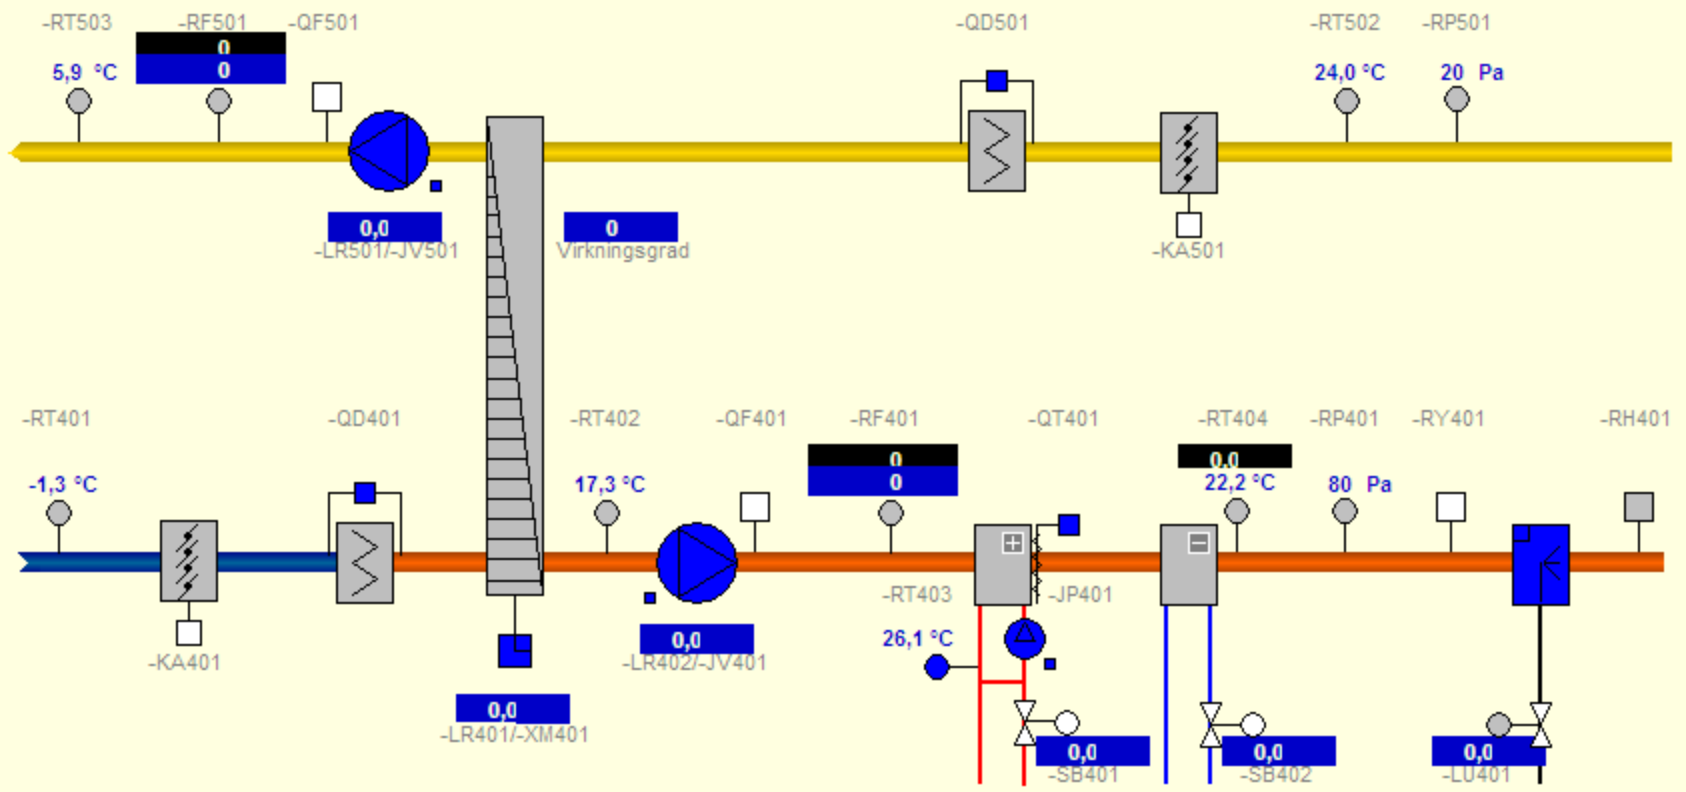 -RT503 -RF501 -QF501 -QD501 -RT502 -RP501
0
5,9 °C 0 24,0 °C 20 Pa
0,0 0
-LR501/-JV501 Virkningsgrad -KA501
-RT401 -QD401 -RT402 -QF401 -RF401 -QT401 -RT404 -RP401 -RY401 -RH401
0 0,0
-1,3 °C 17,3 °C 0 22,2 °C 80 Pa
-RT403 -JP401
26,1 °C
0,0
-KA401 -LR402/-JV401
0,0
-LR401/-XM401
0,0 0,0 0,0
-SB401 -SB402 -LU401